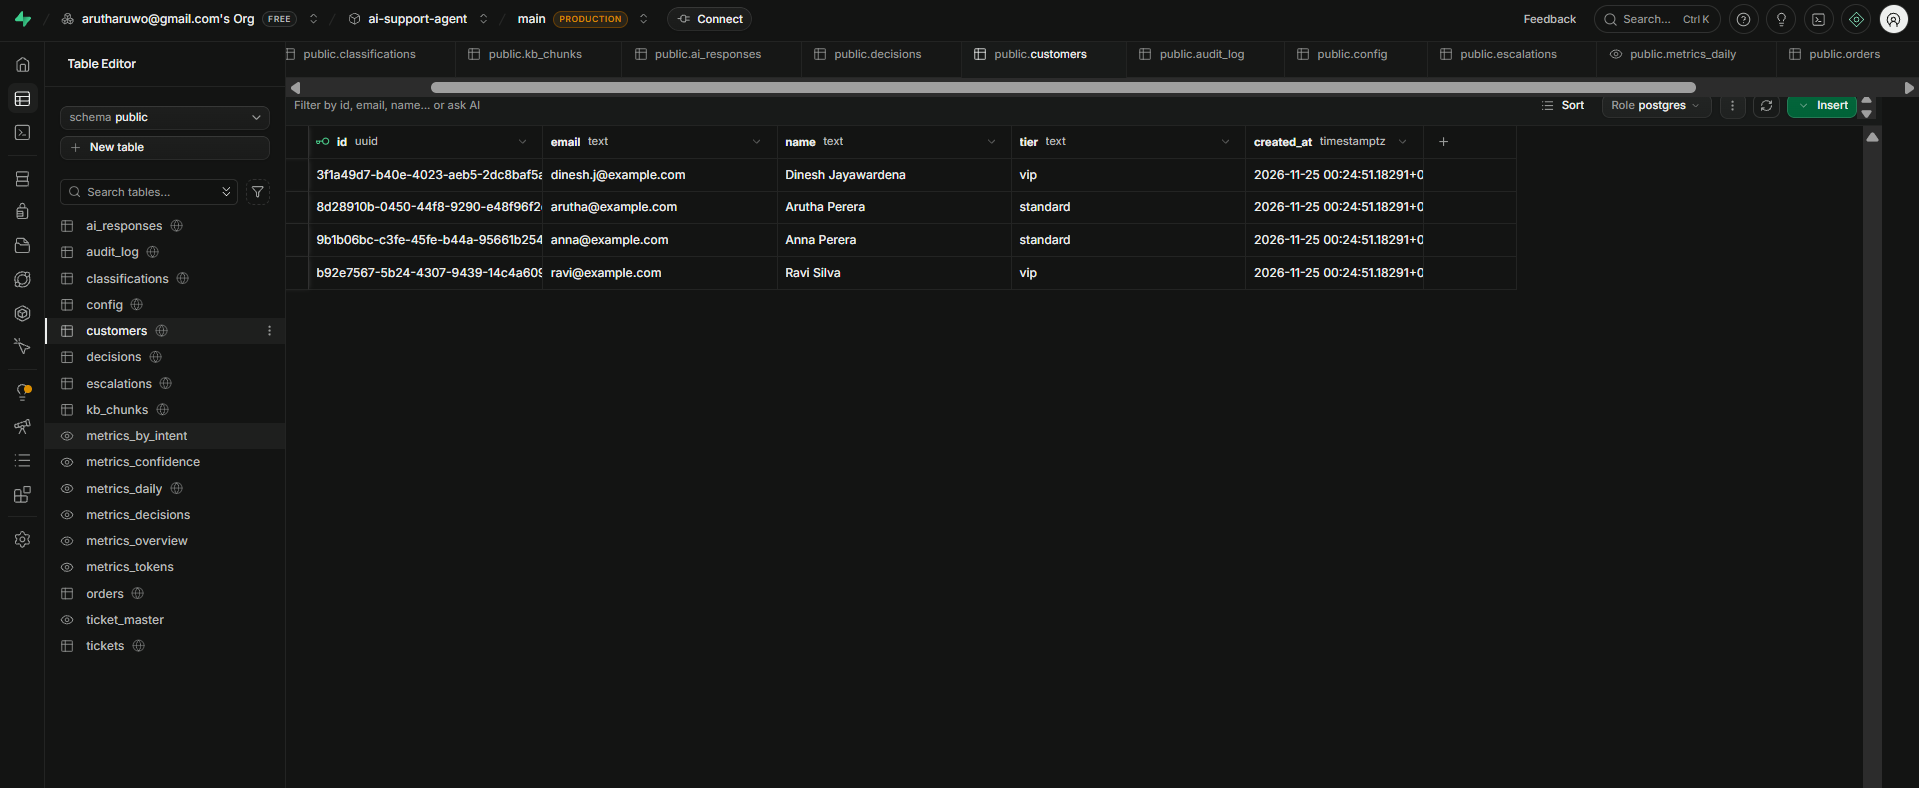 arutharuwo@gmail.com's Org FREE / ai-support-agent / main PRODUCTION Connect Feedback Search... Ctrl K
Table Editor
public.classifications public.kb_chunks public.ai_responses public.decisions public.customers public.audit_log public.config public.escalations public.metrics_daily public.orders
Filter by id, email, name... or ask AI Sort Role postgres Insert
schema public
New table
Search tables...
ai_responses
audit_log
classifications
config
customers
decisions
escalations
kb_chunks
metrics_by_intent
metrics_confidence
metrics_daily
metrics_decisions
metrics_overview
metrics_tokens
orders
ticket_master
tickets
id uuid email text name text tier text created_at timestamptz
3f1a49d7-b40e-4023-aeb5-2dc8baf5a dinesh.j@example.com Dinesh Jayawardena vip 2026-11-25 00:24:51.18291+0
8d28910b-0450-44f8-9290-e48f96f2 arutha@example.com Arutha Perera standard 2026-11-25 00:24:51.18291+0
9b1b06bc-c3fe-45fe-b44a-95661b254 anna@example.com Anna Perera standard 2026-11-25 00:24:51.18291+0
b92e7567-5b24-4307-9439-14c4a609 ravi@example.com Ravi Silva vip 2026-11-25 00:24:51.18291+0